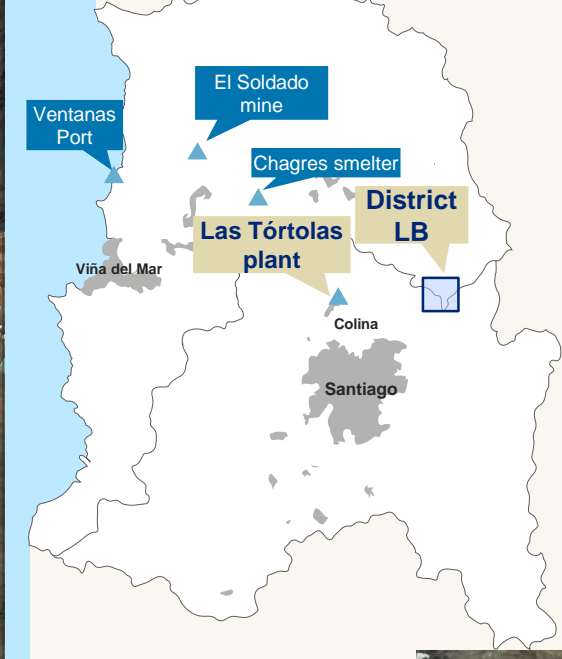 El Soldado
mine
Ventanas
Port
Chagres smelter
District
LB
Las Tórtolas
plant
Viña del Mar
Colina
Santiago